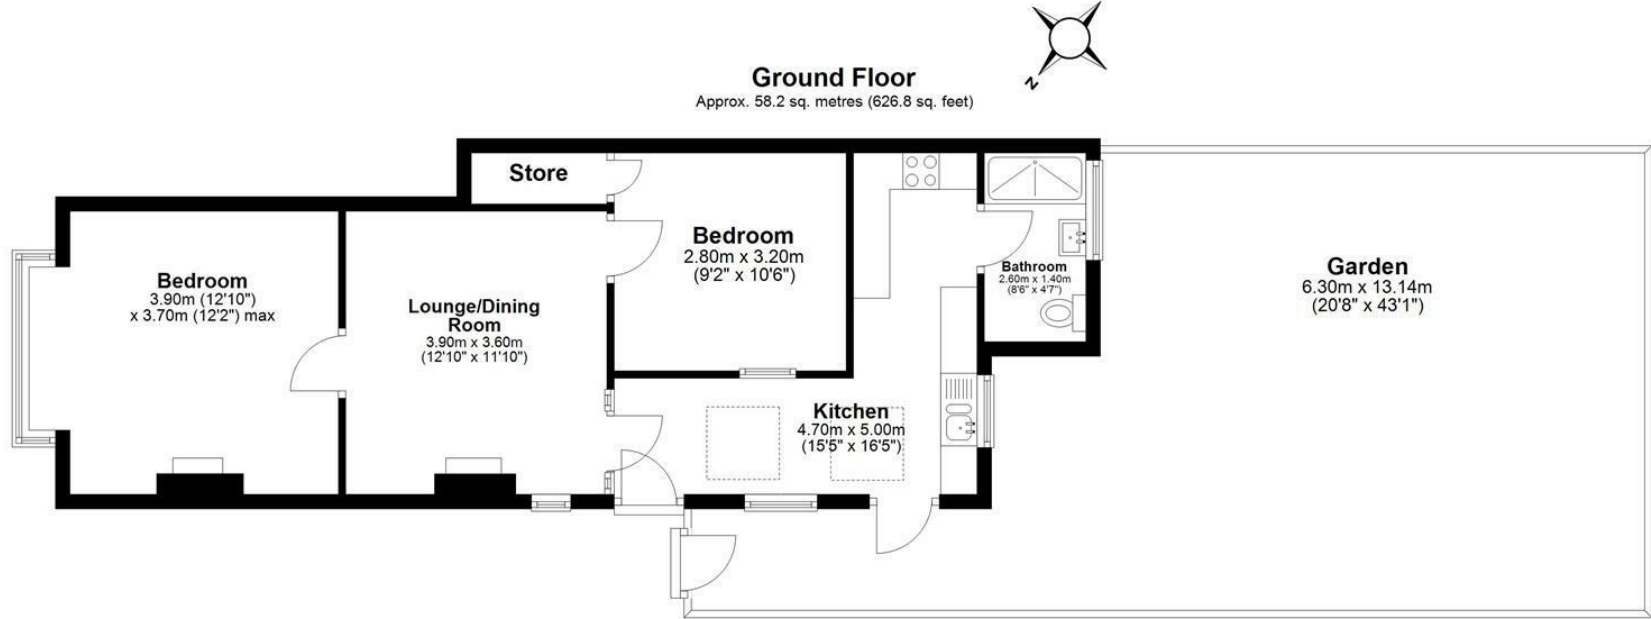 Z
Ground Floor
Approx. 58.2 sq. metres (626.8 sq. feet)
Store
Bedroom
3.90m (12'10")
x 3.70m (12'2") max
Lounge/Dining
Room
3.90m x 3.60m
(12'10" x 11'10")
Bedroom
2.80m x 3.20m
(9'2" x 10'6")
Kitchen
4.70m x 5.00m
(15'5" x 16'5")
Bathroom
2.60m x 1.40m
(8'6" x 4'7")
Garden
6.30m x 13.14m
(20'8" x 43'1")